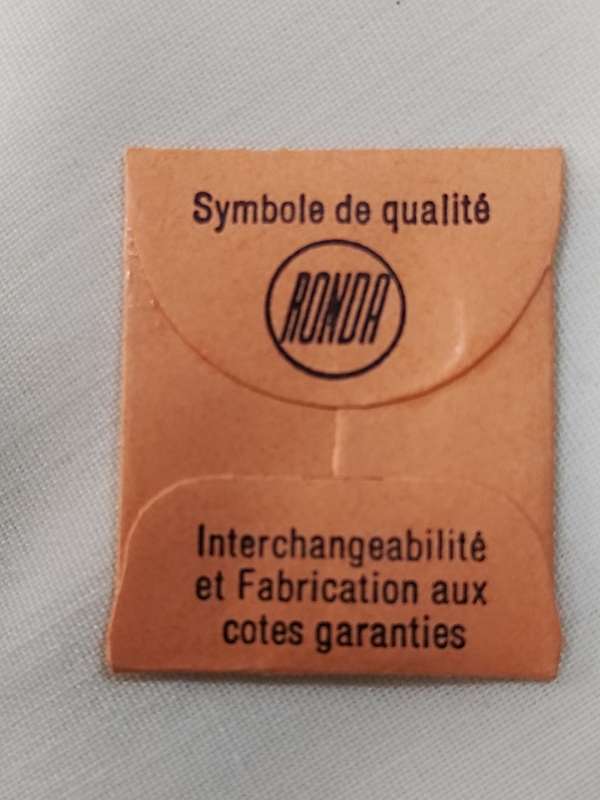 Symbole de qualité
RONDA
Interchangeabilité
et Fabrication aux
cotes garanties